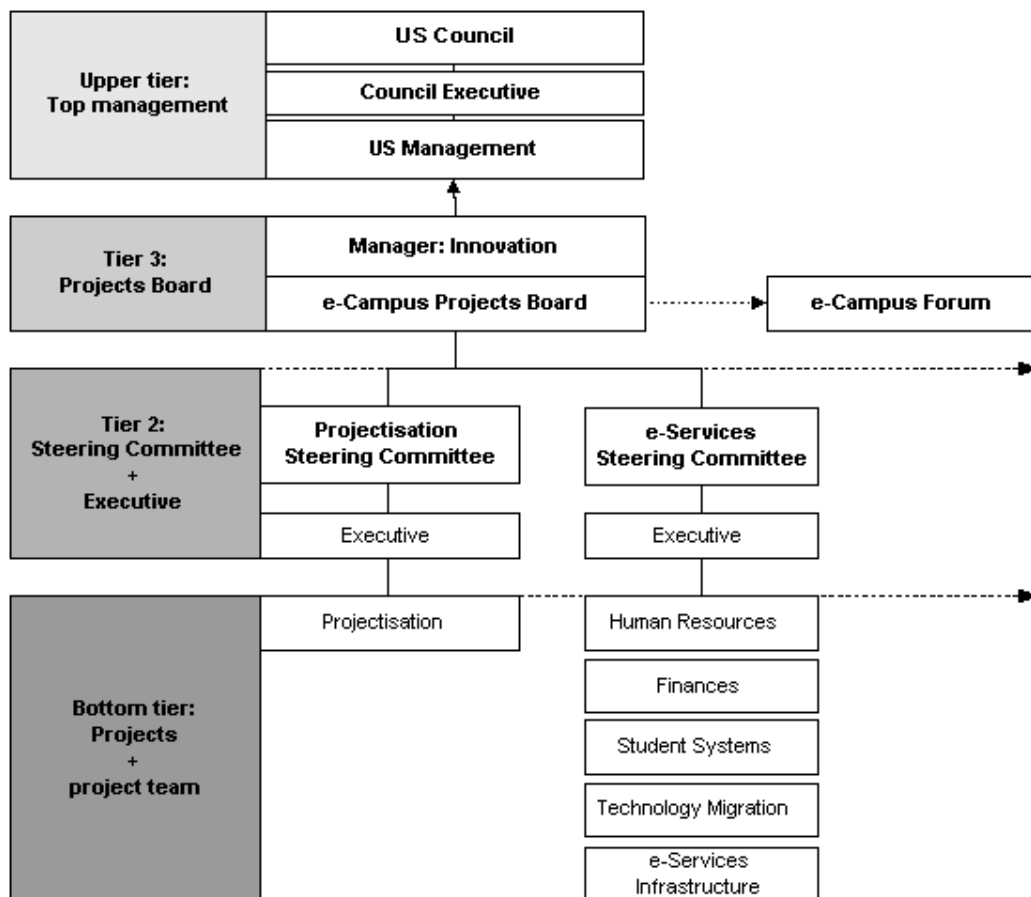 US Council
Upper tier:
Top management
Council Executive
US Management
Tier 3:
Projects Board
Manager: Innovation
e-Campus Projects Board
e-Campus Forum
Tier 2:
Steering Committee
+
Executive
Projectisation
Steering Committee
e-Services
Steering Committee
Executive
Executive
Bottom tier:
Projects
+
project team
Projectisation
Human Resources
Finances
Student Systems
Technology Migration
e-Services
Infrastructure